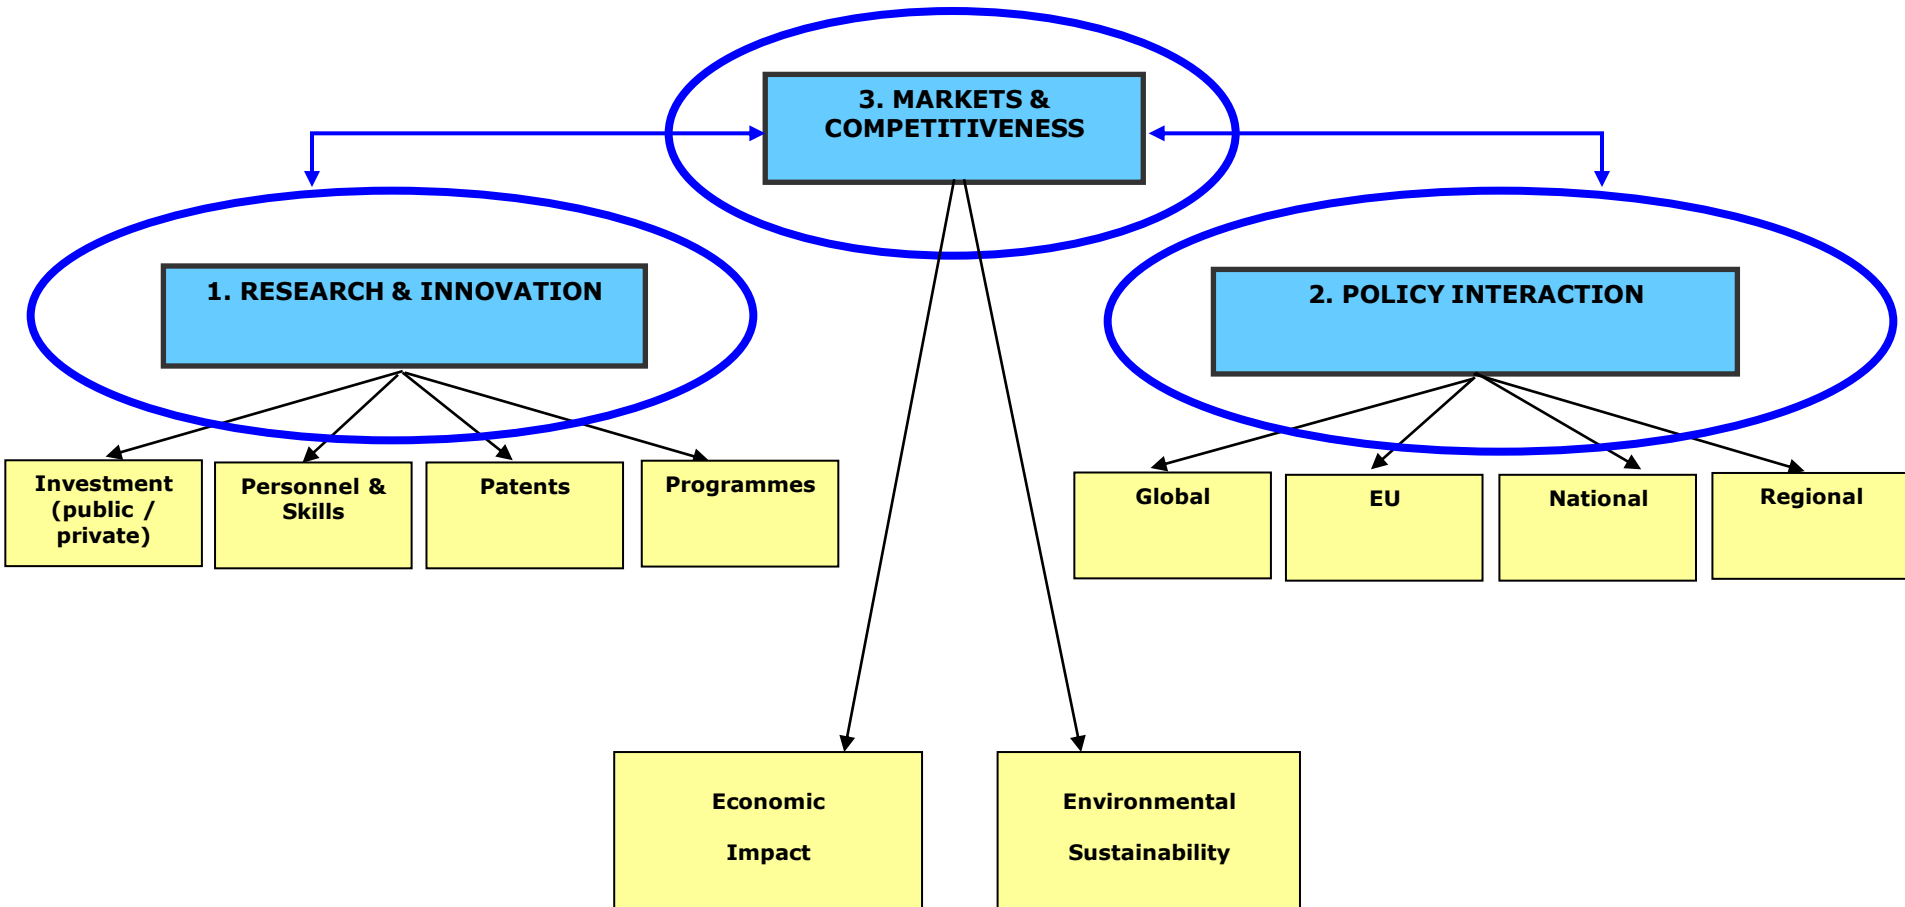 3. MARKETS &
COMPETITIVENESS
1. RESEARCH & INNOVATION
2. POLICY INTERACTION
Investment
(public /
private)
Personnel &
Skills
Patents
Programmes
Global
EU
National
Regional
Economic
Impact
Environmental
Sustainability